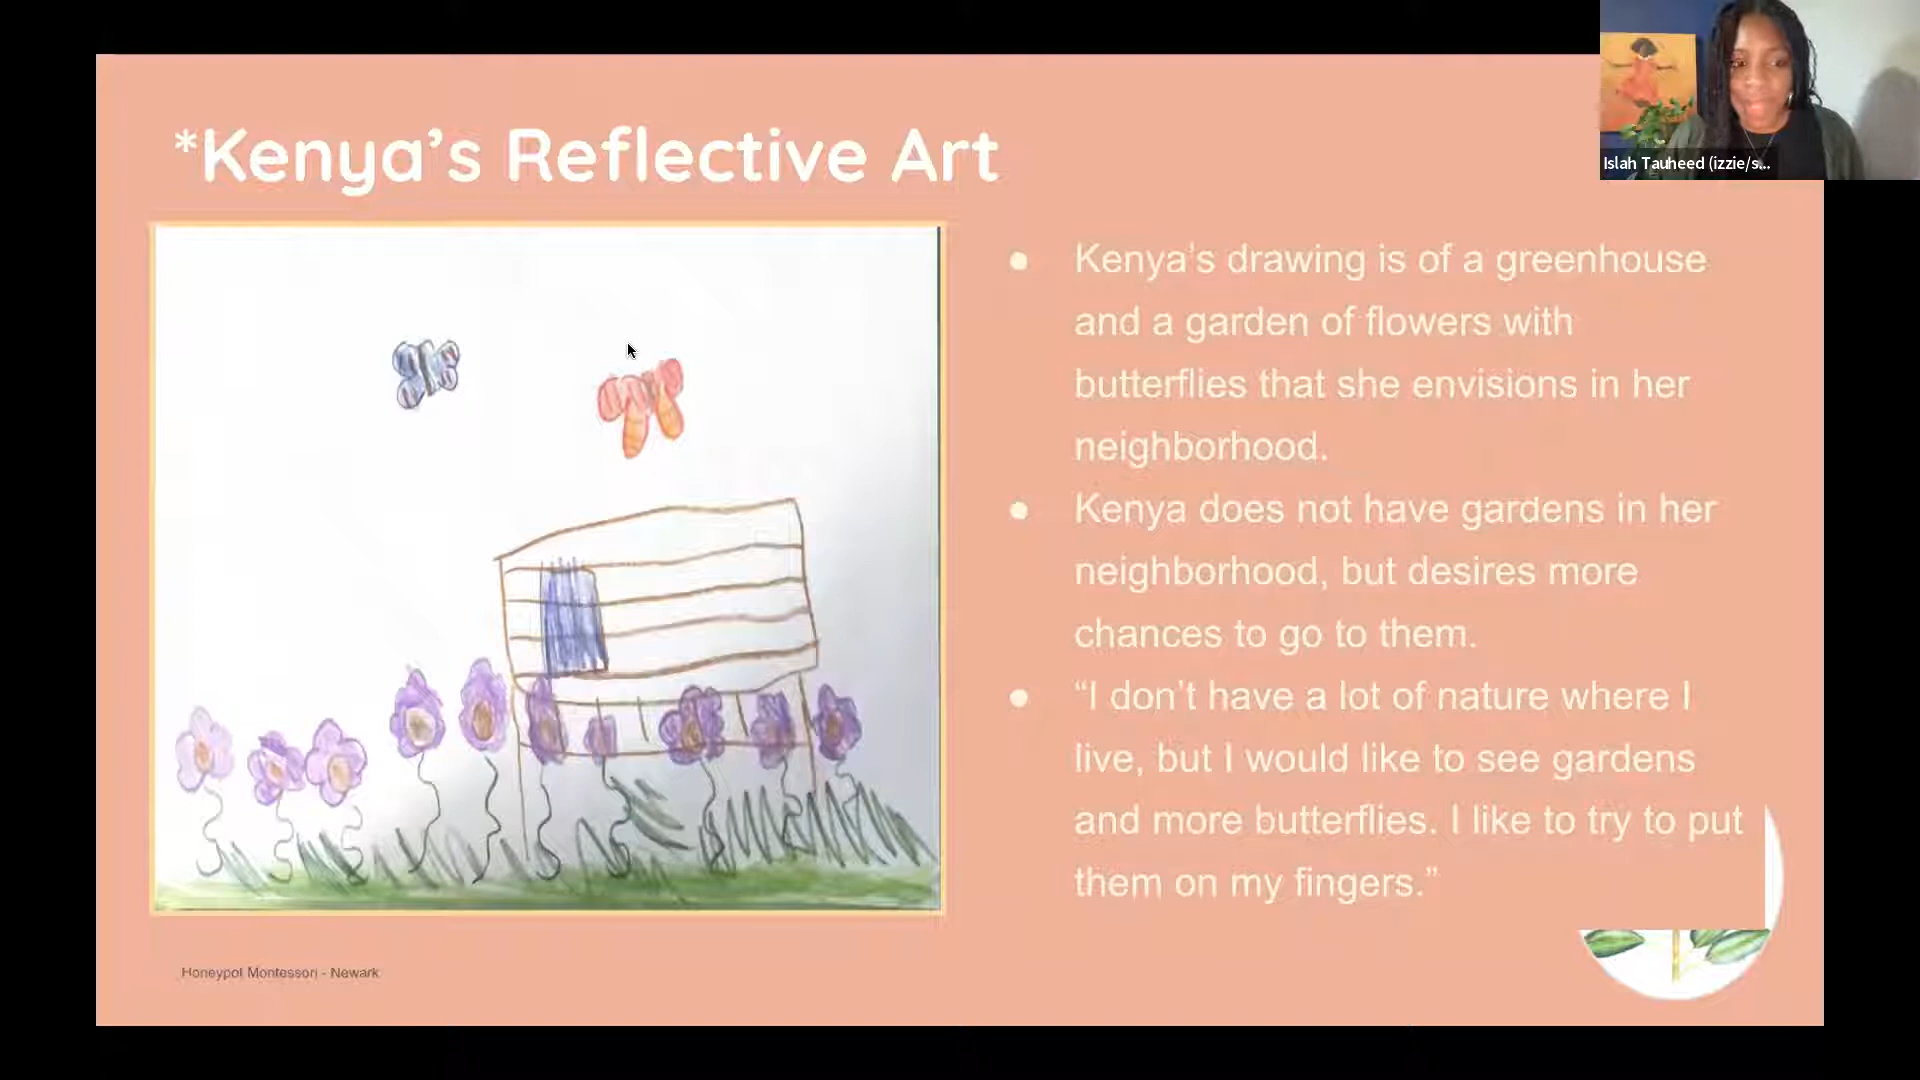 Islah Tauheed (izzie/s...
*Kenya’s Reflective Art
● Kenya’s drawing is of a greenhouse
and a garden of flowers with
butterflies that she envisions in her
neighborhood.
● Kenya does not have gardens in her
neighborhood, but desires more
chances to go to them.
● “I don’t have a lot of nature where I
live, but I would like to see gardens
and more butterflies. I like to try to put
them on my fingers.”
Honeypot Montessori - Newark